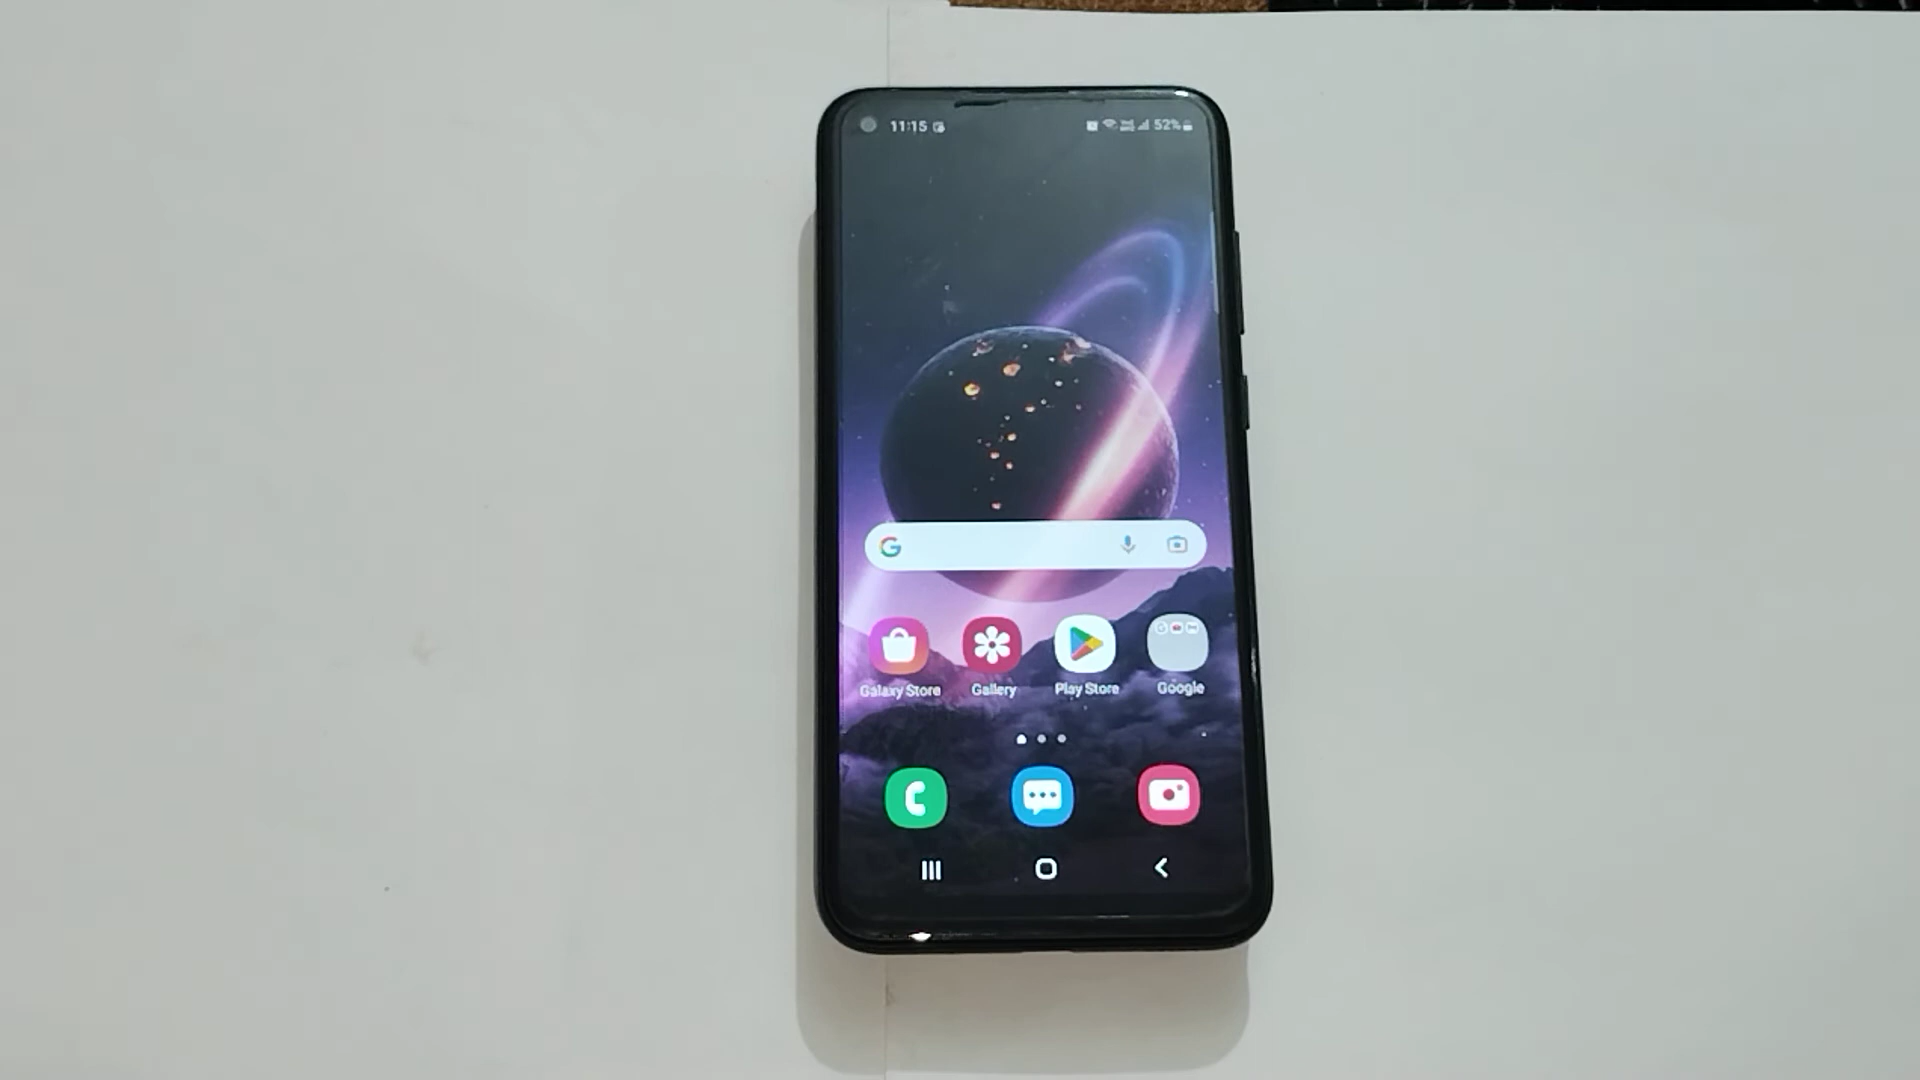 11:15
52%
G
Galaxy Store
Gallery
Play Store
Google